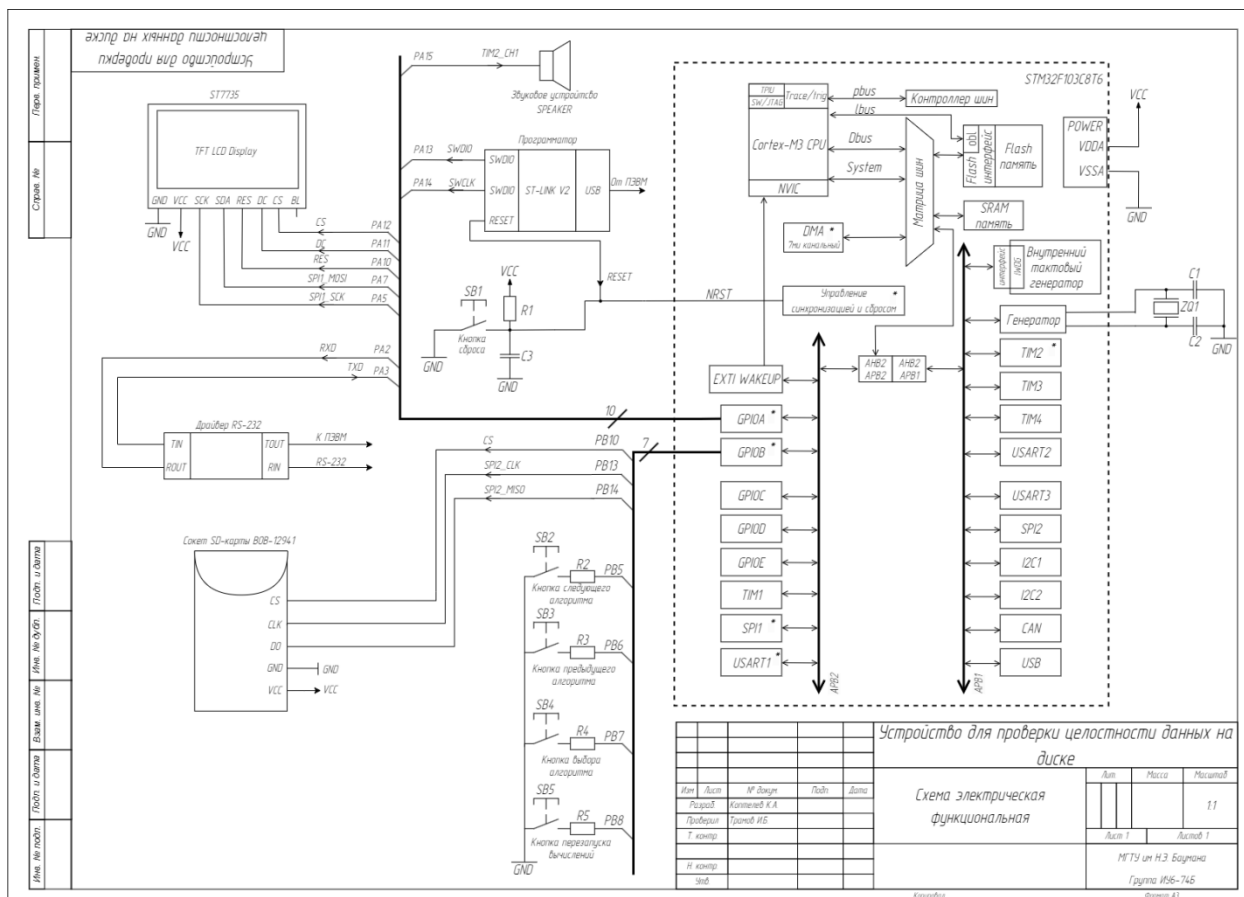 Перв. примен.
Справ. №
Подп. и дата
Инв. № дубл.
Взам. инв. №
Подп. и дата
Инв. № подл.
Устройство для проверки
целостности данных на диске
ST7735
TFT LCD Display
GND VCC SCK SDA RES DC CS BL
GND
VCC
CS
PA12
DC
PA11
RES
PA10
SPI1_MOSI
PA7
SPI1_SCK
PA5
RXD
PA2
TXD
PA3
PA15
TIM2_CH1
Звуковое устройство
SPEAKER
Программатор
PA13
SWDIO
SWDIO
PA14
SWCLK
SWDIO
ST-LINK V2
USB
От ПЭВМ
RESET
RESET
VCC
SB1
R1
Кнопка
сброса
GND
C3
GND
NRST
Драйвер RS-232
TIN
TOUT
К ПЭВМ
ROUT
RIN
RS-232
10
7
CS
PB10
SPI2_CLK
PB13
SPI2_MISO
PB14
Сокет SD-карты BOB-12941
CS
CLK
DO
GND
GND
VCC
VCC
SB2
R2
PB5
Кнопка следующего
алгоритма
SB3
R3
PB6
Кнопка предыдущего
алгоритма
SB4
R4
PB7
Кнопка выбора
алгоритма
SB5
R5
PB8
Кнопка перезапуска
вычислений
GND
STM32F103C8T6
TPIU
SW/JTAG
Trace/trig
pbus
Контроллер шин
Ibus
Cortex-M3 CPU
Dbus
System
NVIC
Матрица шин
Flash obl
интерфейс
Flash
память
SRAM
память
DMA *
7ми канальный
POWER
VDDA
VSSA
VCC
GND
Управление *
синхронизацией и сбросом
интерфейс
IWDG
Внутренний
тактовый
генератор
Генератор
C1
ZQ1
C2
GND
EXTI WAKEUP
AHB2
APB2
AHB2
APB1
GPIOA *
GPIOB *
GPIOC
GPIOD
GPIOE
TIM1
SPI1 *
USART1 *
APB2
TIM2 *
TIM3
TIM4
USART2
USART3
SPI2
I2C1
I2C2
CAN
USB
APB1
Устройство для проверки целостности данных на
диске
Схема электрическая
функциональная
Лит. Масса Масштаб
1:1
Лист 1 Листов 1
МГТУ им Н.Э. Баумана
Группа ИУ6-74Б
Изм Лист № докум. Подп. Дата
Разраб. Коптелев К.А.
Проверил Трамов И.Б.
Т. контр
Н. контр
Утв.
Копировал
Формат А3